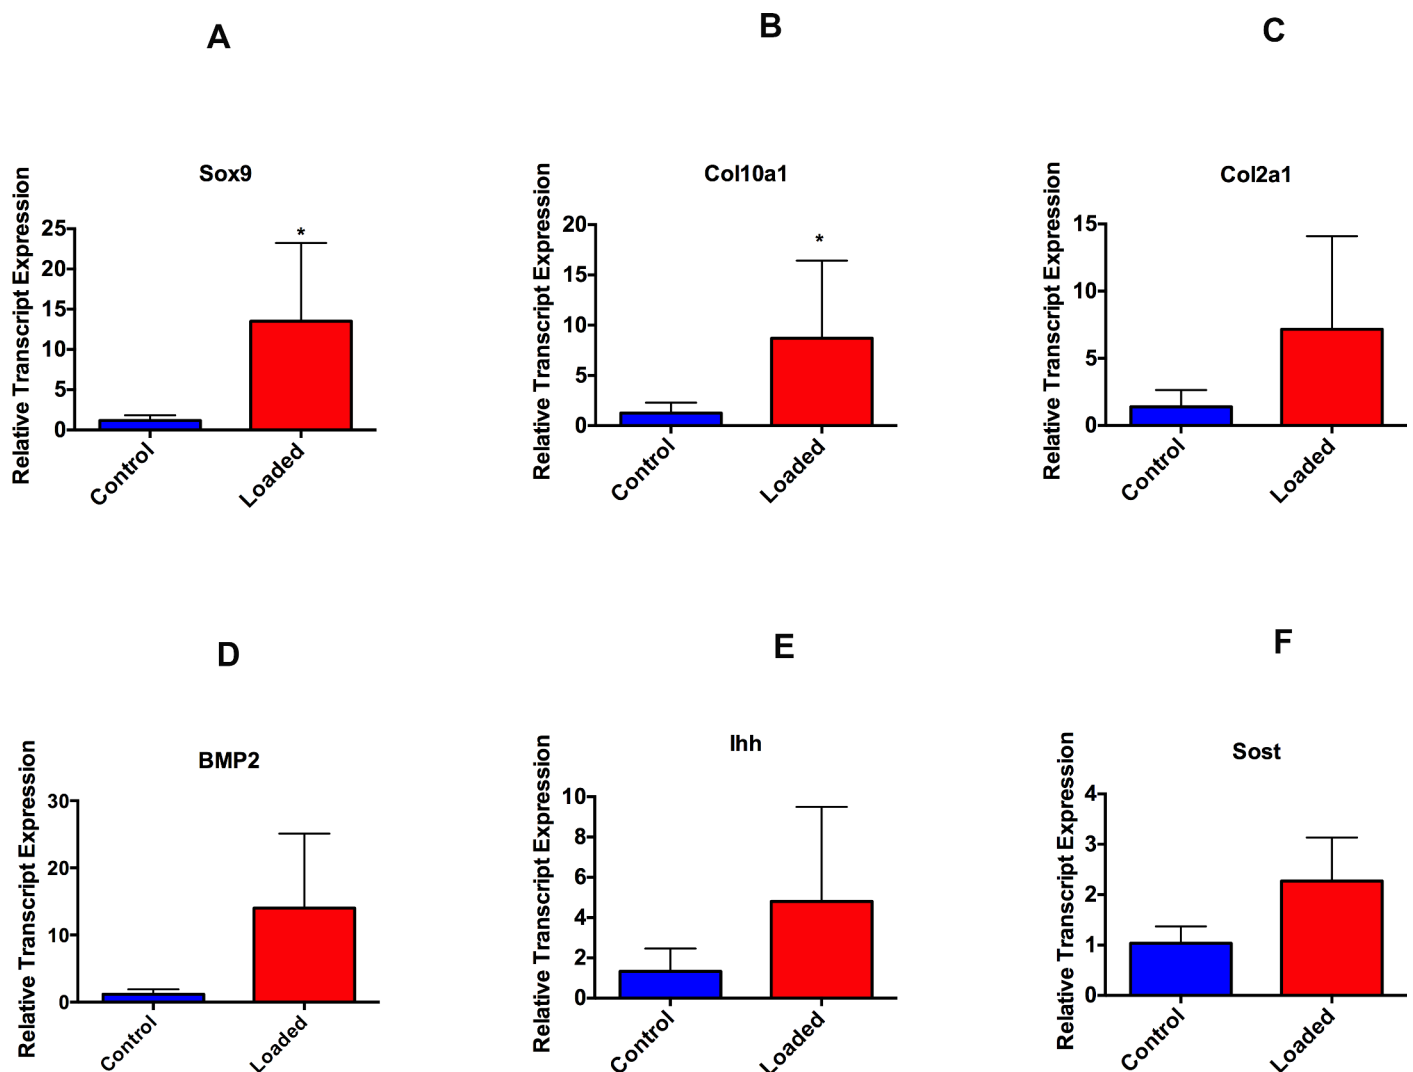 A
B
C
Sox9
Relative Transcript Expression
25
20
15
10
5
0
*
Control
Loaded
Col10a1
Relative Transcript Expression
20
15
10
5
0
*
Control
Loaded
Col2a1
Relative Transcript Expression
15
10
5
0
Control
Loaded
D
E
F
BMP2
Relative Transcript Expression
30
20
10
0
Control
Loaded
Ihh
Relative Transcript Expression
10
8
6
4
2
0
Control
Loaded
Sost
Relative Transcript Expression
4
3
2
1
0
Control
Loaded